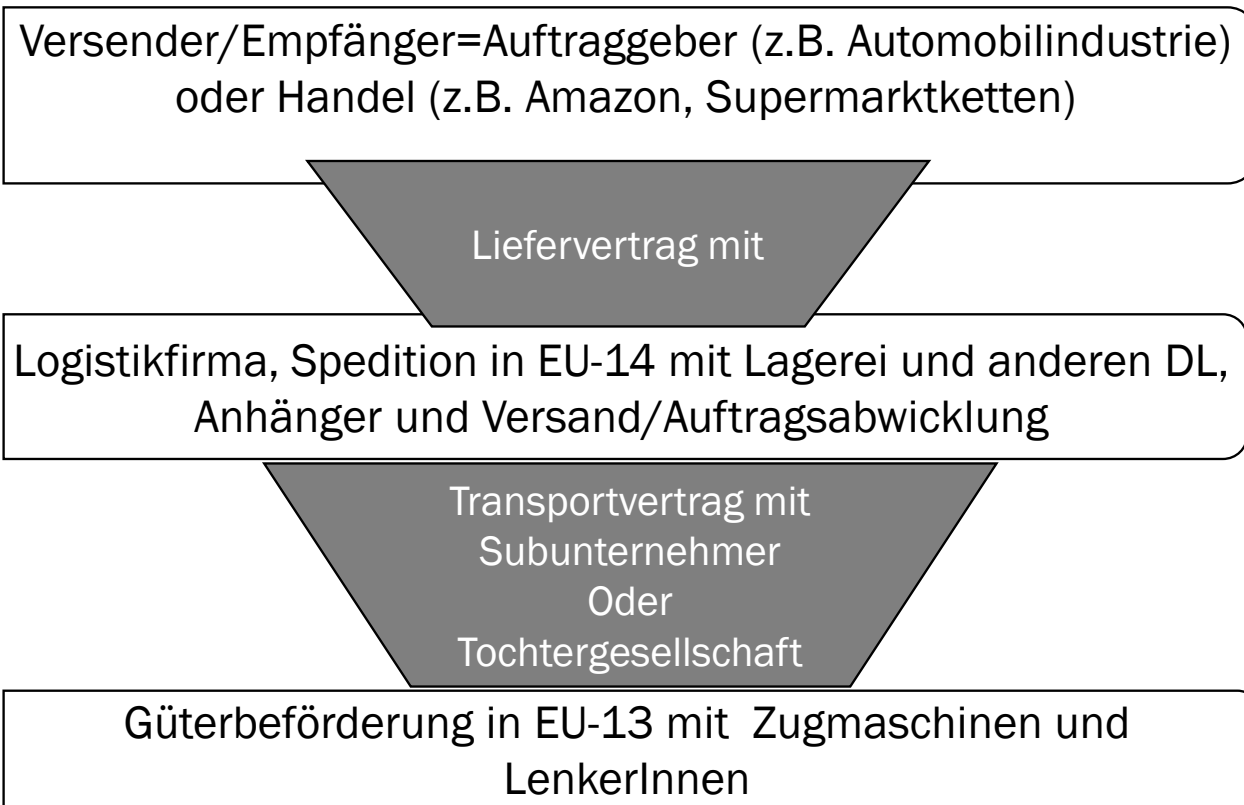 Versender/Empfänger=Auftraggeber (z.B. Automobilindustrie)
oder Handel (z.B. Amazon, Supermarktketten)
Liefervertrag mit
Logistikfirma, Spedition in EU-14 mit Lagerei und anderen DL,
Anhänger und Versand/Auftragsabwicklung
Transportvertrag mit
Subunternehmer
Oder
Tochtergesellschaft
Güterbeförderung in EU-13 mit  Zugmaschinen und
LenkerInnen